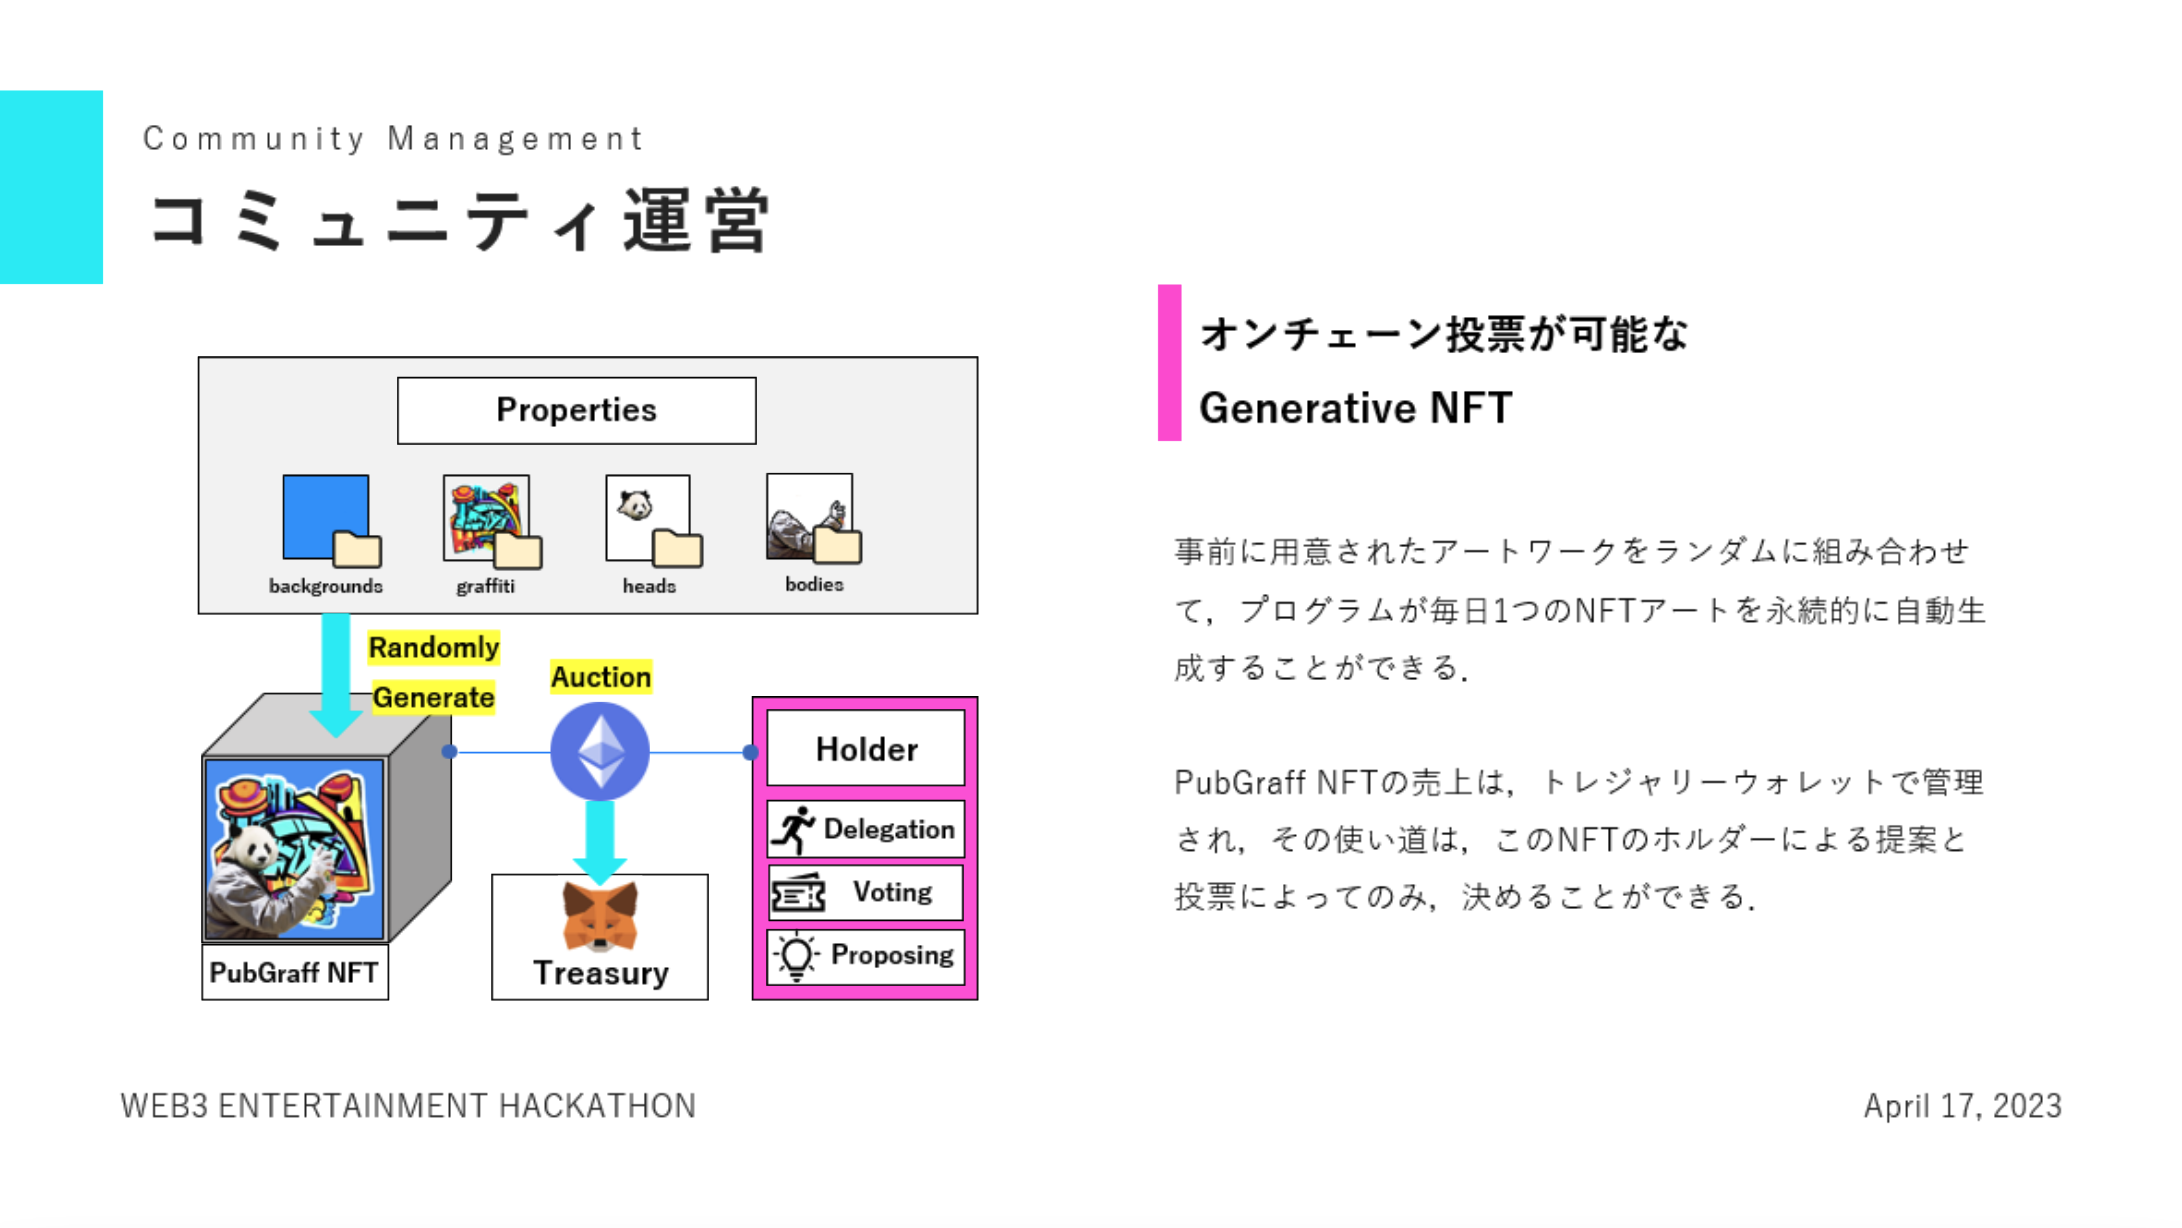 Community Management
コミュニティ運営
Properties
backgrounds
graffiti
heads
bodies
Randomly
Generate
Auction
Holder
Delegation
Voting
Proposing
PubGraff NFT
Treasury
オンチェーン投票が可能な
Generative NFT
事前に用意されたアートワークをランダムに組み合わせ
て，プログラムが毎日1つのNFTアートを永続的に自動生
成することができる．
PubGraff NFTの売上は，トレジャリーウォレットで管理
され，その使い道は，このNFTのホルダーによる提案と
投票によってのみ，決めることができる．
WEB3 ENTERTAINMENT HACKATHON
April 17, 2023